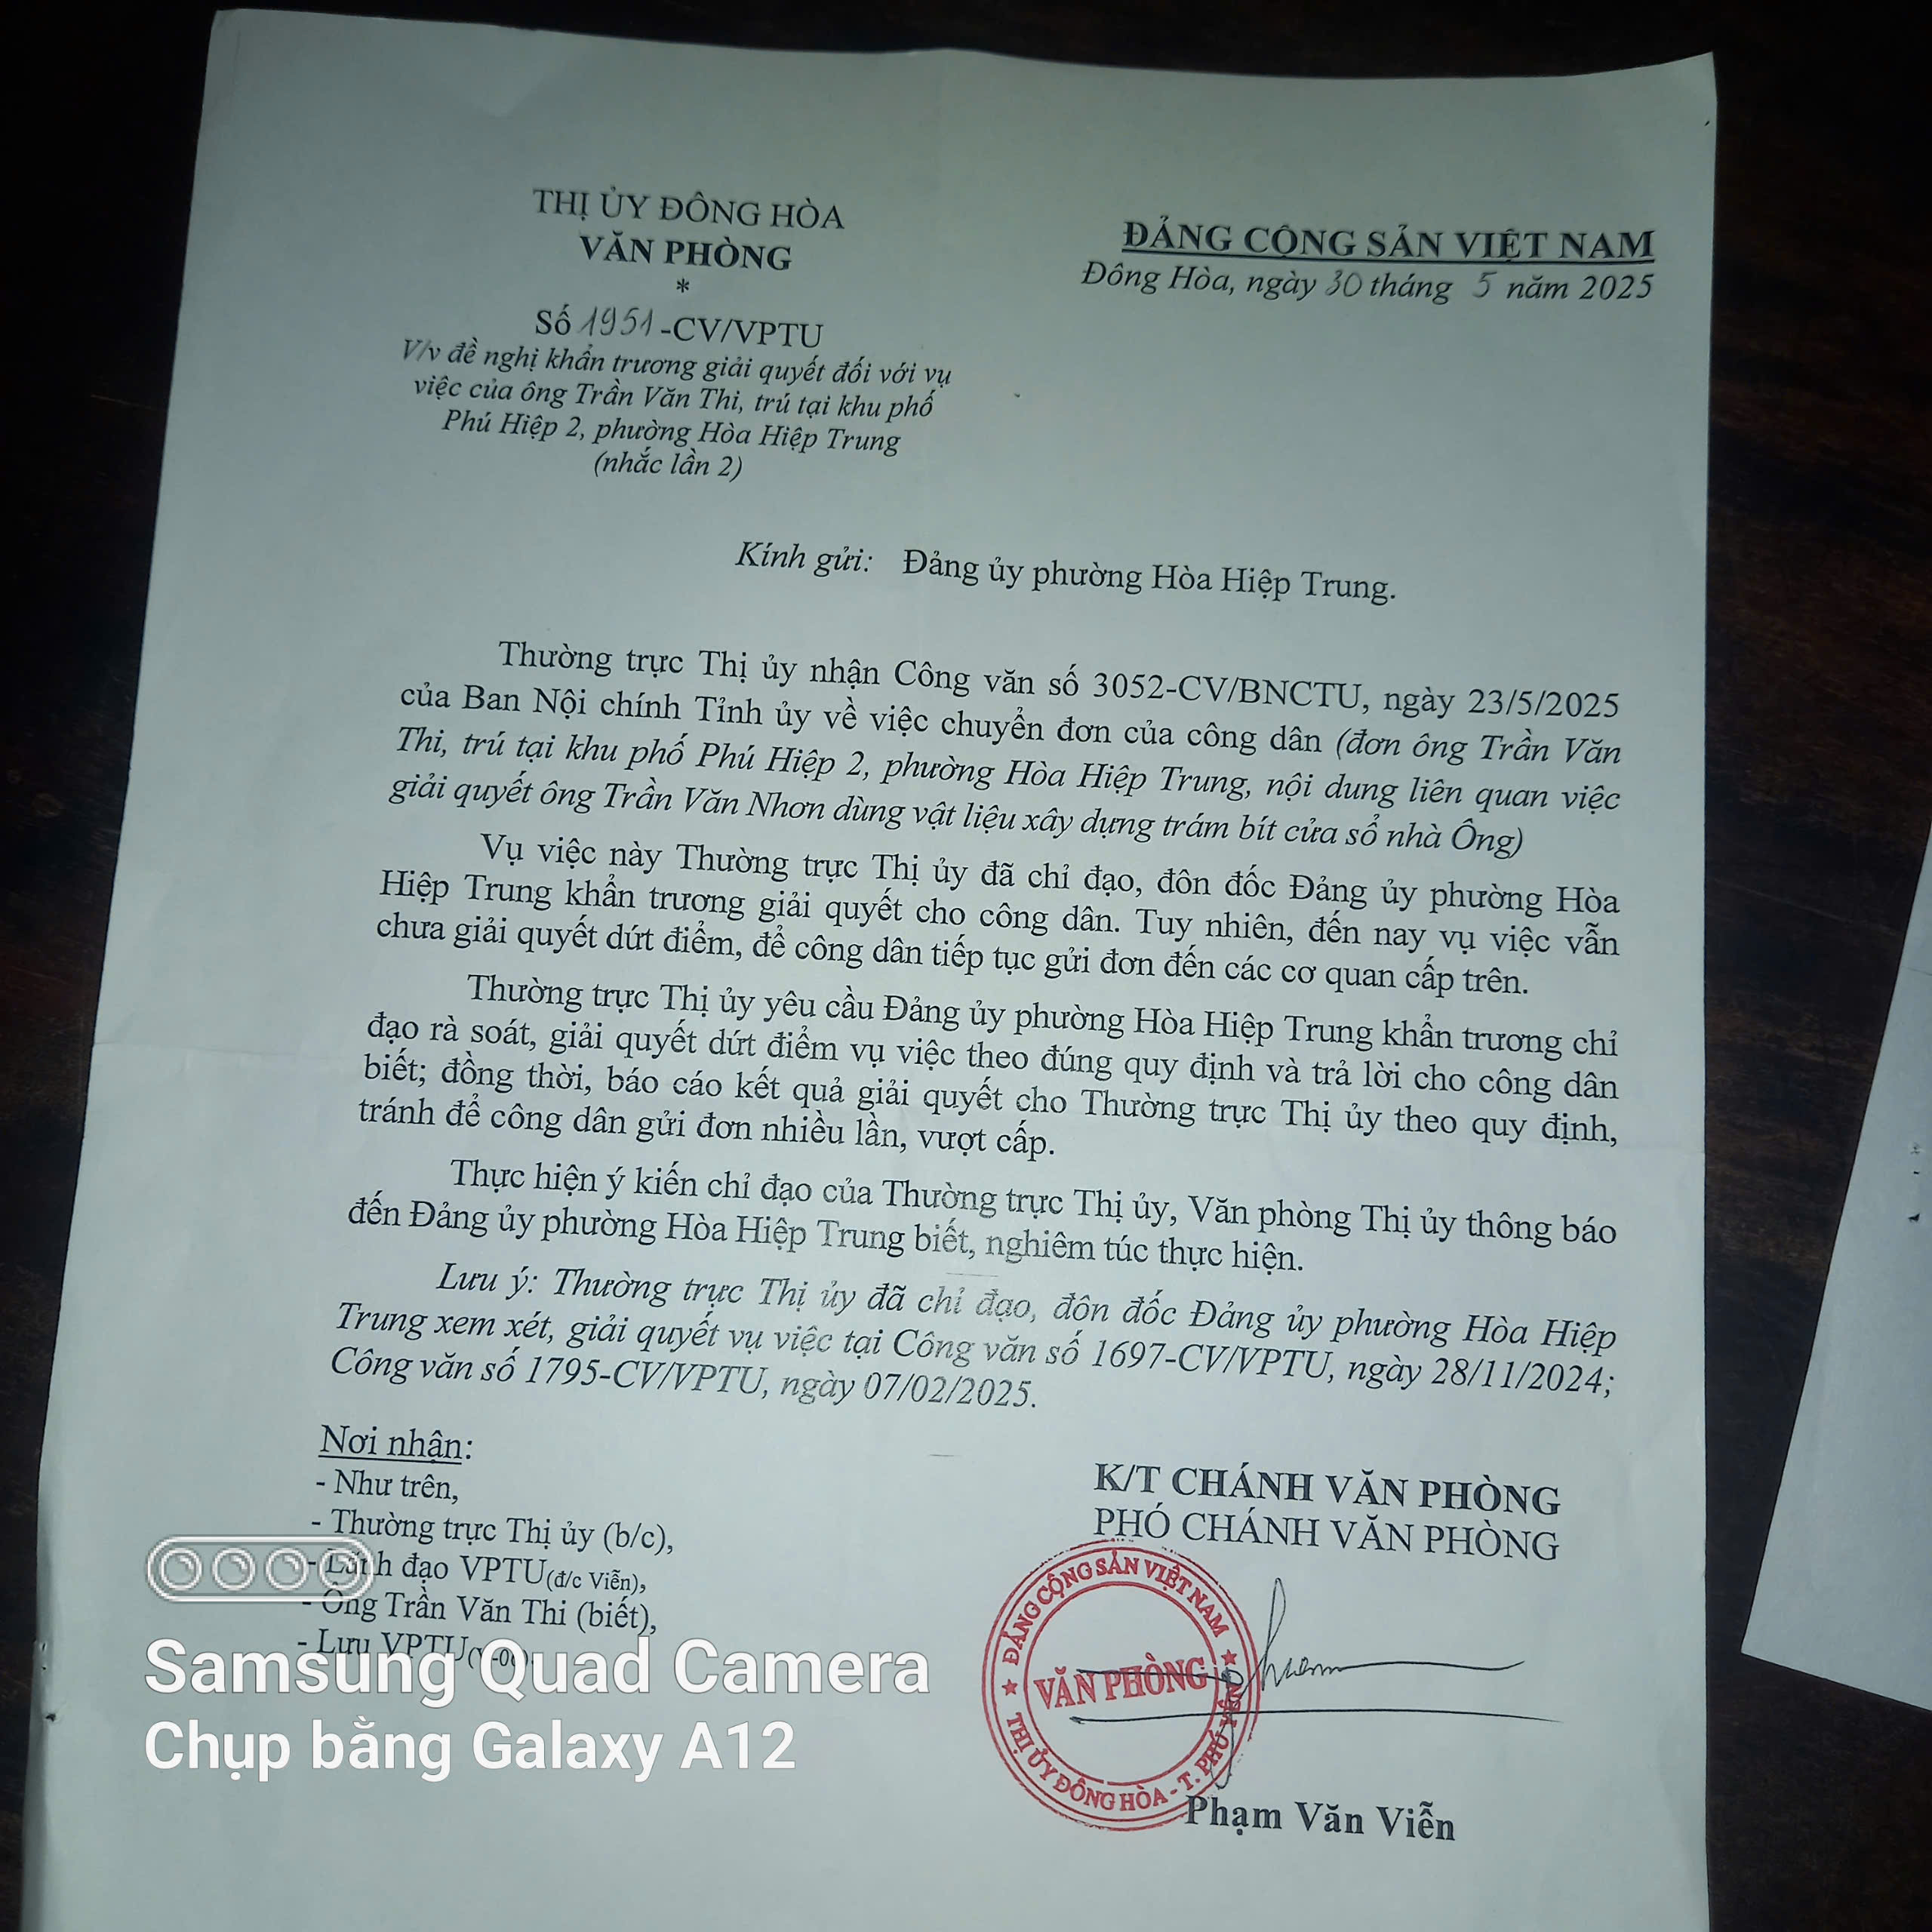 THỊ ỦY ĐÔNG HÒA
VĂN PHÒNG
*
Số 1951-CV/VPTU
V/v đề nghị khẩn trương giải quyết đối với vụ
việc của ông Trần Văn Thi, trú tại khu phố
Phú Hiệp 2, phường Hòa Hiệp Trung
(nhắc lần 2)
ĐẢNG CỘNG SẢN VIỆT NAM
Đông Hòa, ngày 30 tháng 5 năm 2025
Kính gửi: Đảng ủy phường Hòa Hiệp Trung.
Thường trực Thị ủy nhận Công văn số 3052-CV/BNCTU, ngày 23/5/2025
của Ban Nội chính Tỉnh ủy về việc chuyển đơn của công dân (đơn ông Trần Văn
Thi, trú tại khu phố Phú Hiệp 2, phường Hòa Hiệp Trung, nội dung liên quan việc
giải quyết ông Trần Văn Nhơn dùng vật liệu xây dựng trám bít cửa sổ nhà Ông)
Vụ việc này Thường trực Thị ủy đã chỉ đạo, đôn đốc Đảng ủy phường Hòa
Hiệp Trung khẩn trương giải quyết cho công dân. Tuy nhiên, đến nay vụ việc vẫn
chưa giải quyết dứt điểm, để công dân tiếp tục gửi đơn đến các cơ quan cấp trên.
Thường trực Thị ủy yêu cầu Đảng ủy phường Hòa Hiệp Trung khẩn trương chỉ
đạo rà soát, giải quyết dứt điểm vụ việc theo đúng quy định và trả lời cho công dân
biết; đồng thời, báo cáo kết quả giải quyết cho Thường trực Thị ủy theo quy định,
tránh để công dân gửi đơn nhiều lần, vượt cấp.
Thực hiện ý kiến chỉ đạo của Thường trực Thị ủy, Văn phòng Thị ủy thông báo
đến Đảng ủy phường Hòa Hiệp Trung biết, nghiêm túc thực hiện.
Lưu ý: Thường trực Thị ủy đã chỉ đạo, đôn đốc Đảng ủy phường Hòa Hiệp
Trung xem xét, giải quyết vụ việc tại Công văn số 1697-CV/VPTU, ngày 28/11/2024;
Công văn số 1795-CV/VPTU, ngày 07/02/2025.
Nơi nhận:
- Như trên,
- Thường trực Thị ủy (b/c),
- Lãnh đạo VPTU(đ/c Viễn),
- Ông Trần Văn Thi (biết),
- Lưu VPTU
K/T CHÁNH VĂN PHÒNG
PHÓ CHÁNH VĂN PHÒNG
ĐẢNG CỘNG SẢN VIỆT NAM
VĂN PHÒNG
THỊ ỦY ĐÔNG HÒA - T. PHÚ YÊN
Phạm Văn Viễn
Samsung Quad Camera
Chụp bằng Galaxy A12